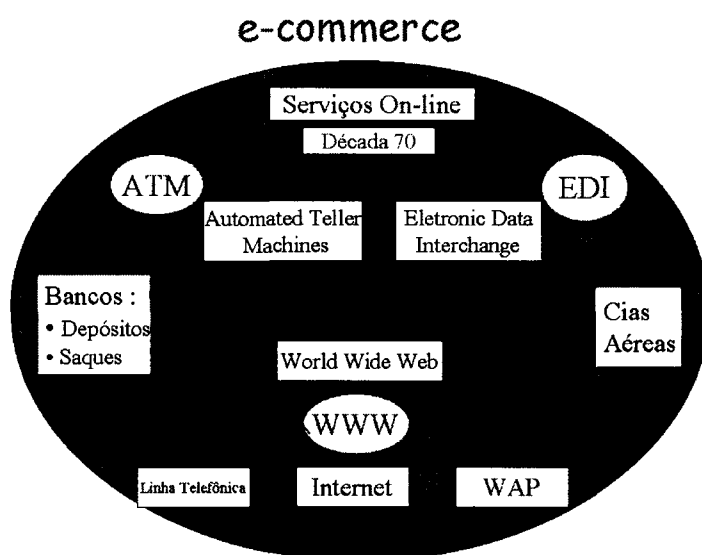 e-commerce
Serviços On-line
Década 70
ATM
EDI
Automated Teller
Machines
Eletronic Data
Interchange
Bancos :
• Depósitos
• Saques
Cias
Aéreas
World Wide Web
WWW
Linha Telefônica
Internet
WAP